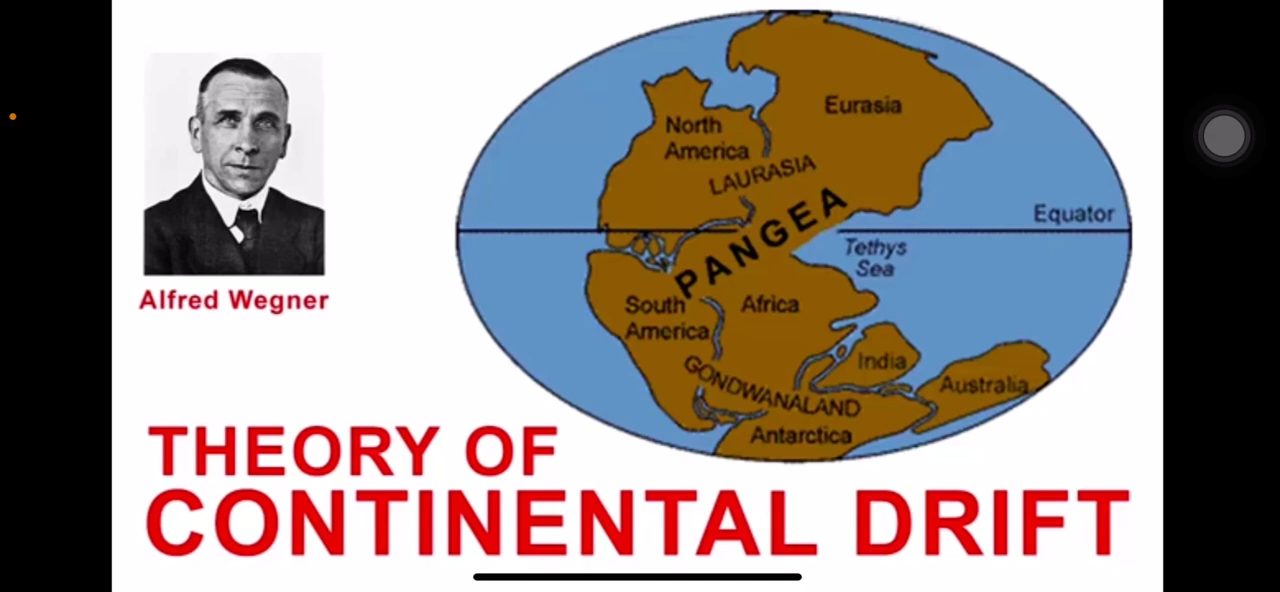 Alfred Wegner
THEORY OF
CONTINENTAL DRIFT
Eurasia
North
America
LAURASIA
PANGEA
Equator
Tethys
Sea
South
America
Africa
India
GONDWANALAND
Australia
Antarctica